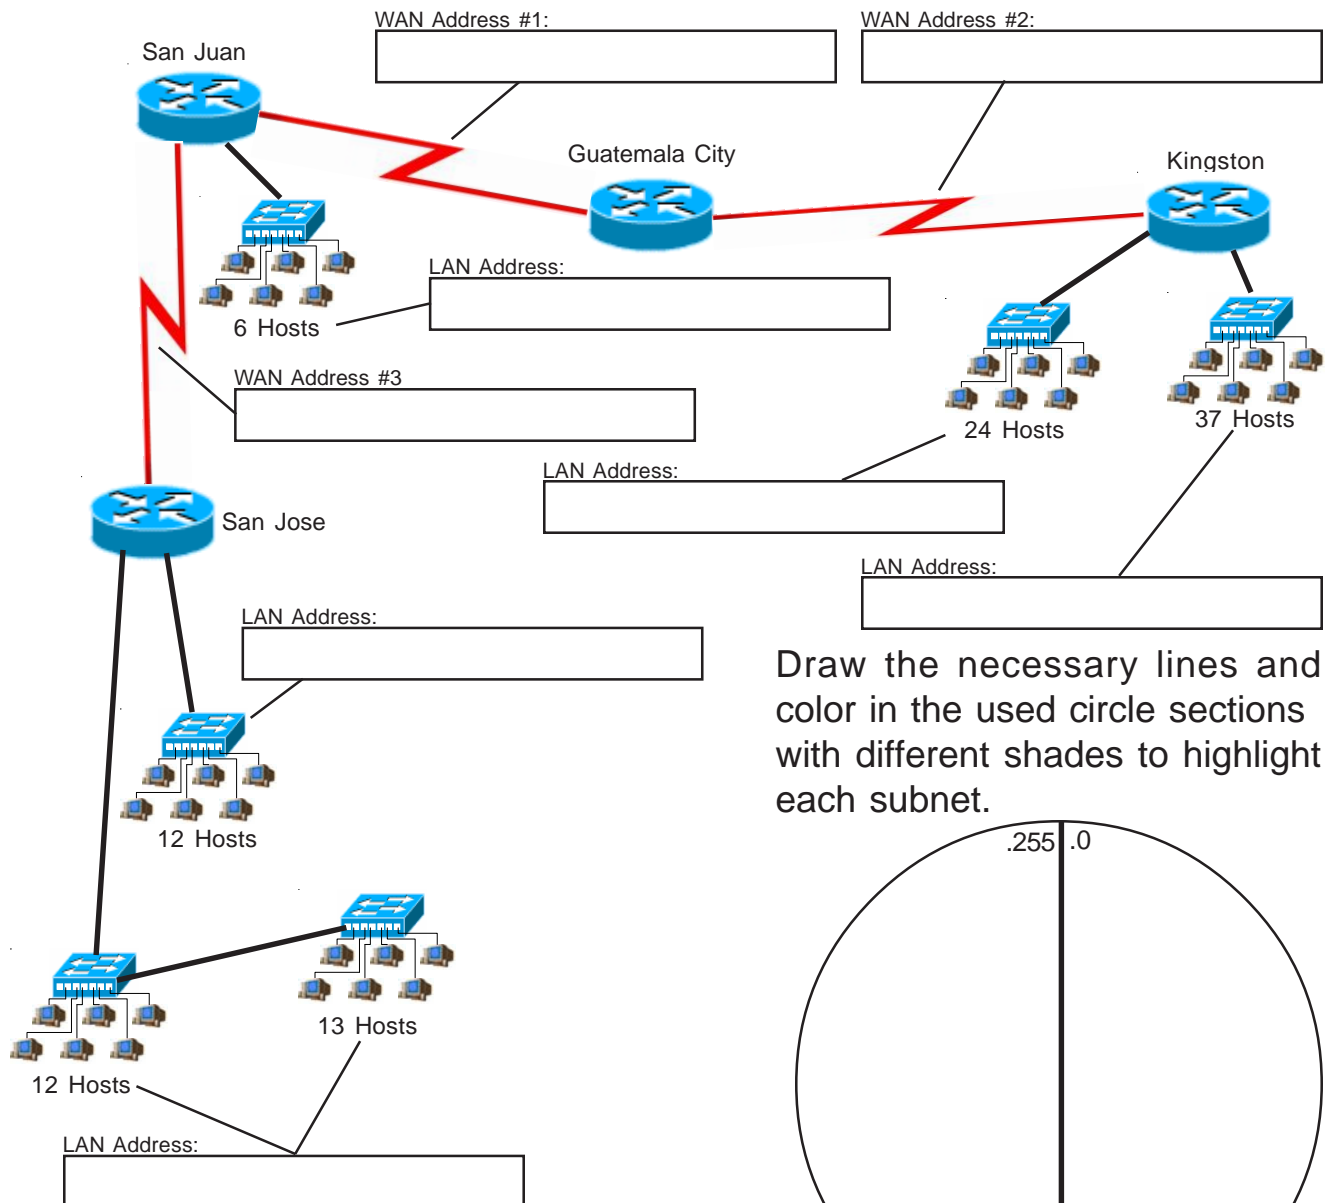 WAN Address #1:
WAN Address #2:
San Juan
Guatemala City
Kingston
LAN Address:
6 Hosts
WAN Address #3
24 Hosts
37 Hosts
LAN Address:
San Jose
LAN Address:
LAN Address:
Draw the necessary lines and
color in the used circle sections
with different shades to highlight
each subnet.
12 Hosts
.255
.0
13 Hosts
12 Hosts
LAN Address: